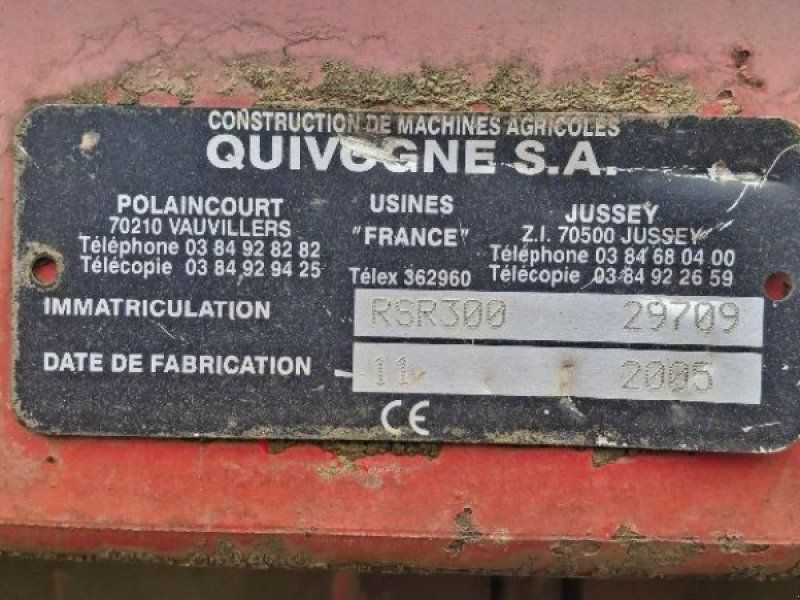 CONSTRUCTION DE MACHINES AGRICOLES
QUIVOGNE S.A.
POLAINCOURT
70210 VAUVILLERS
Téléphone 03 84 92 82 82
Télécopie 03 84 92 94 25
USINES
"FRANCE"
Télex 362960
JUSSEY
Z.I. 70500 JUSSEY
Téléphone 03 84 68 04 00
Télécopie 03 84 92 26 59
IMMATRICULATION RSR300 29709
DATE DE FABRICATION 11 2005
CE